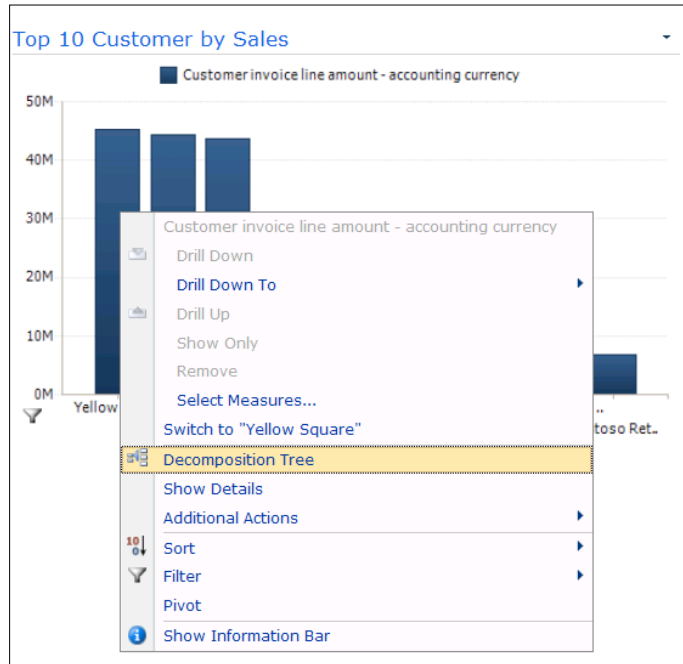 Top 10 Customer by Sales
Customer invoice line amount - accounting currency
50M
40M
30M
20M
10M
0M
Yellow
..
toso Ret..
Customer invoice line amount - accounting currency
Drill Down
Drill Down To
Drill Up
Show Only
Remove
Select Measures...
Switch to "Yellow Square"
Decomposition Tree
Show Details
Additional Actions
10
0
Sort
Filter
Pivot
Show Information Bar